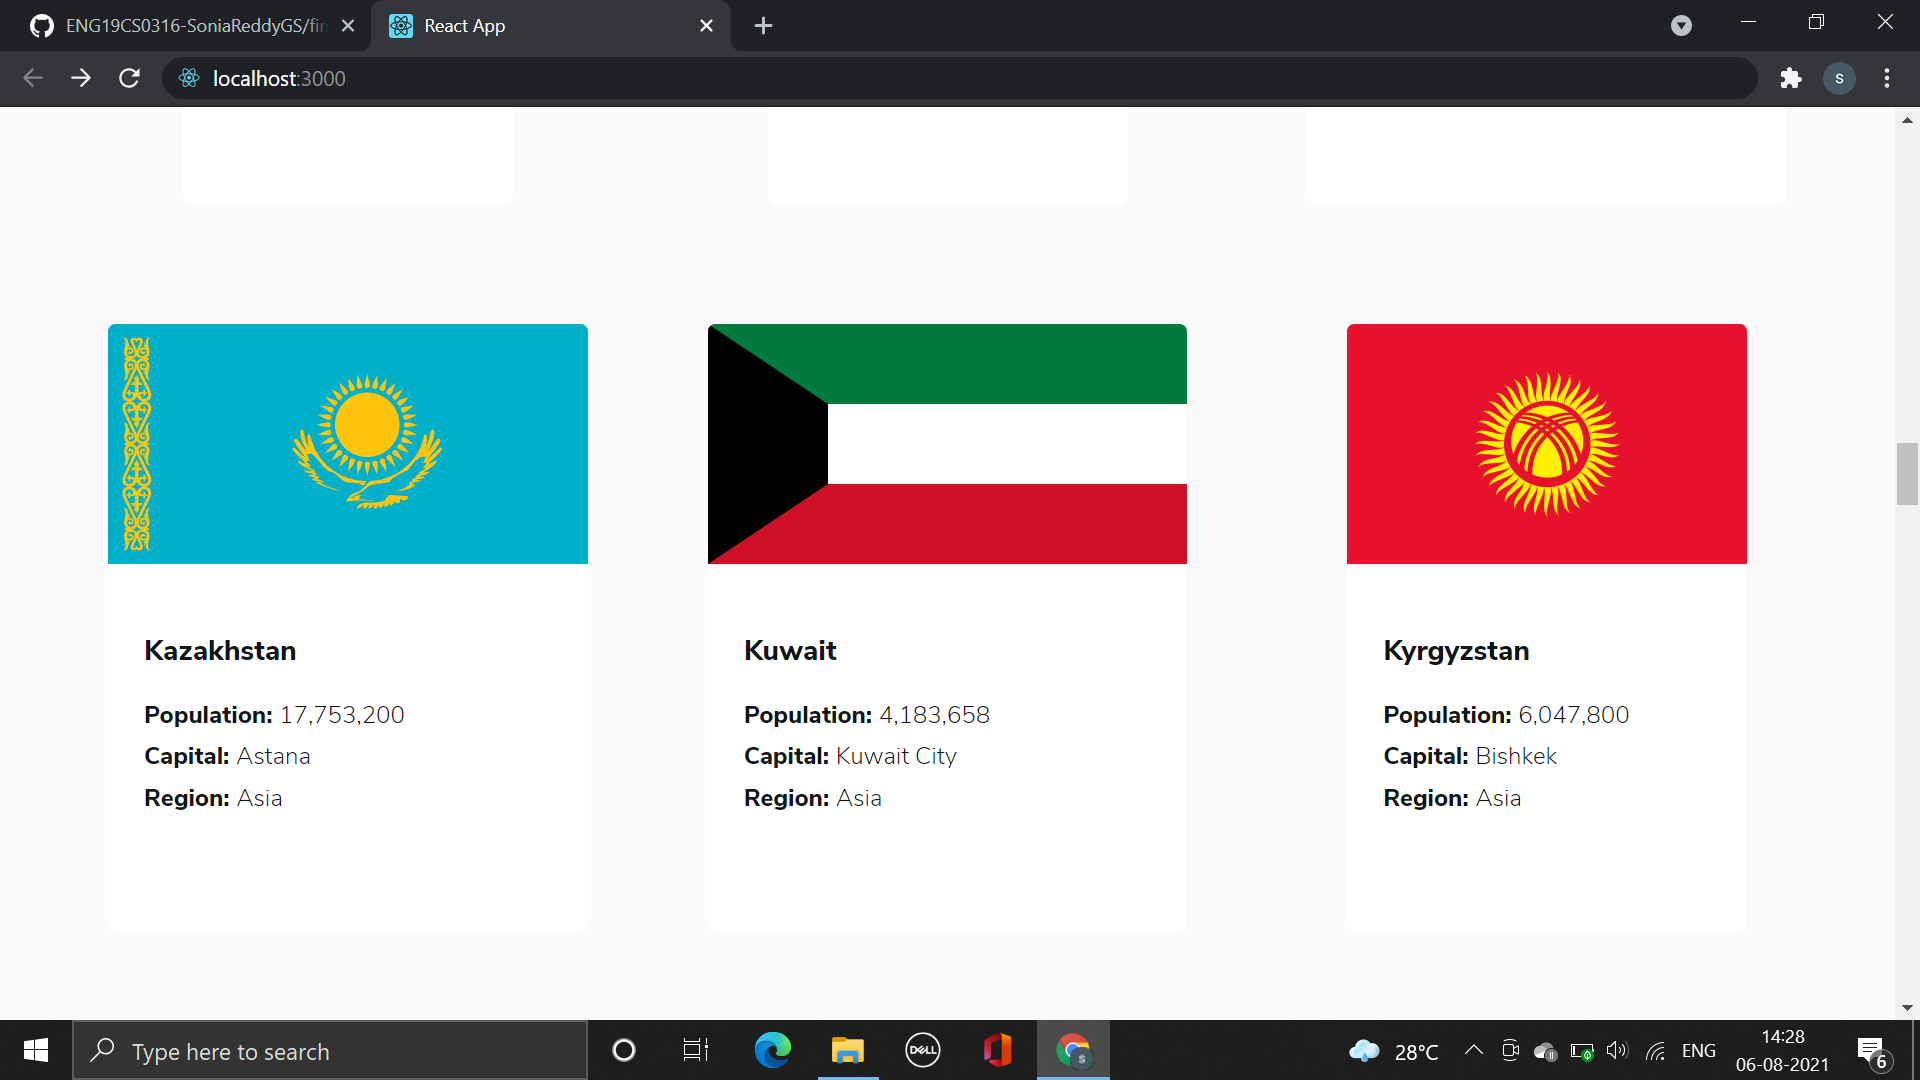 ENG19CS0316-SoniaReddyGS/fir
React App
localhost:3000
S
Kazakhstan
Population: 17,753,200
Capital: Astana
Region: Asia
Kuwait
Population: 4,183,658
Capital: Kuwait City
Region: Asia
Kyrgyzstan
Population: 6,047,800
Capital: Bishkek
Region: Asia
Type here to search
DELL
S
28°C
ENG
14:28
06-08-2021
6